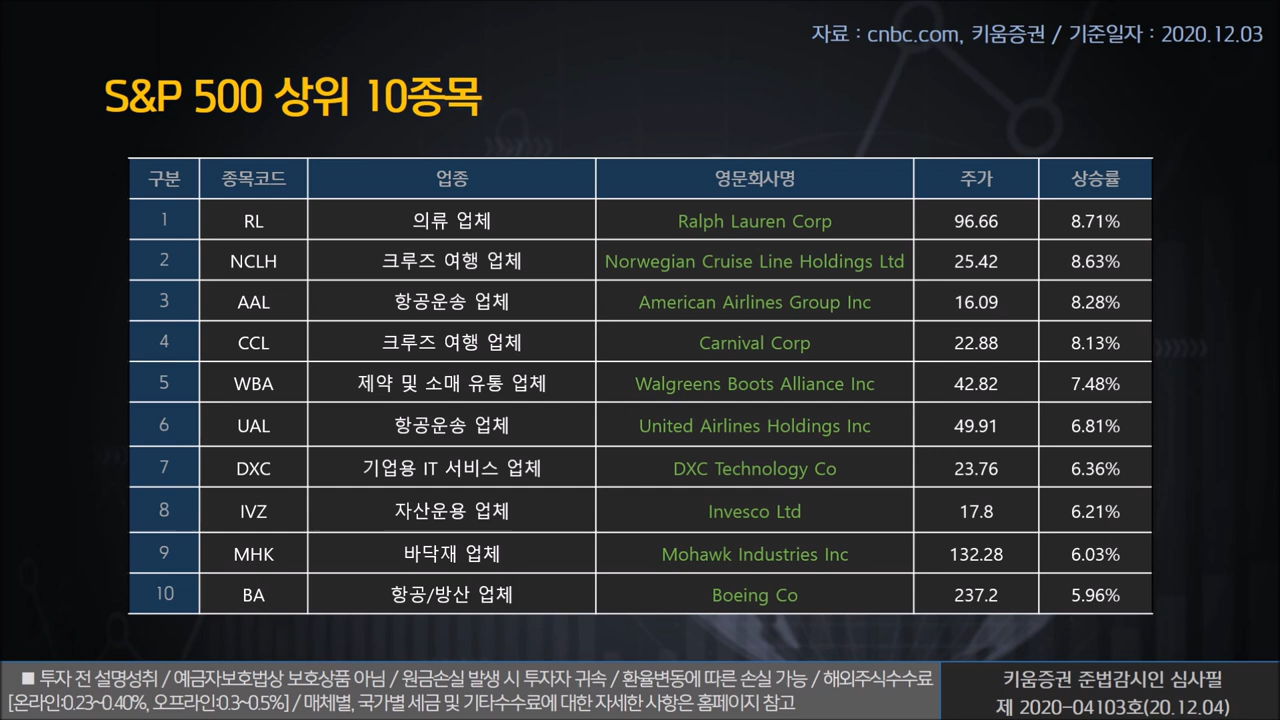 자료 : cnbc.com, 키움증권 / 기준일자 : 2020.12.03
S&P 500 상위 10종목
구분 종목코드 업종 영문회사명 주가 상승률
1 RL 의류 업체 Ralph Lauren Corp 96.66 8.71%
2 NCLH 크루즈 여행 업체 Norwegian Cruise Line Holdings Ltd 25.42 8.63%
3 AAL 항공운송 업체 American Airlines Group Inc 16.09 8.28%
4 CCL 크루즈 여행 업체 Carnival Corp 22.88 8.13%
5 WBA 제약 및 소매 유통 업체 Walgreens Boots Alliance Inc 42.82 7.48%
6 UAL 항공운송 업체 United Airlines Holdings Inc 49.91 6.81%
7 DXC 기업용 IT 서비스 업체 DXC Technology Co 23.76 6.36%
8 IVZ 자산운용 업체 Invesco Ltd 17.8 6.21%
9 MHK 바닥재 업체 Mohawk Industries Inc 132.28 6.03%
10 BA 항공/방산 업체 Boeing Co 237.2 5.96%
■ 투자 전 설명성취 / 예금자보호법상 보호상품 아님 / 원금손실 발생 시 투자자 귀속 / 환율변동에 따른 손실 가능 / 해외주식수수료
[온라인:0.23~0.40%, 오프라인:0.3~0.5%] / 매체별, 국가별 세금 및 기타수수료에 대한 자세한 사항은 홈페이지 참고
키움증권 준법감시인 심사필
제 2020-04103호(20.12.04)